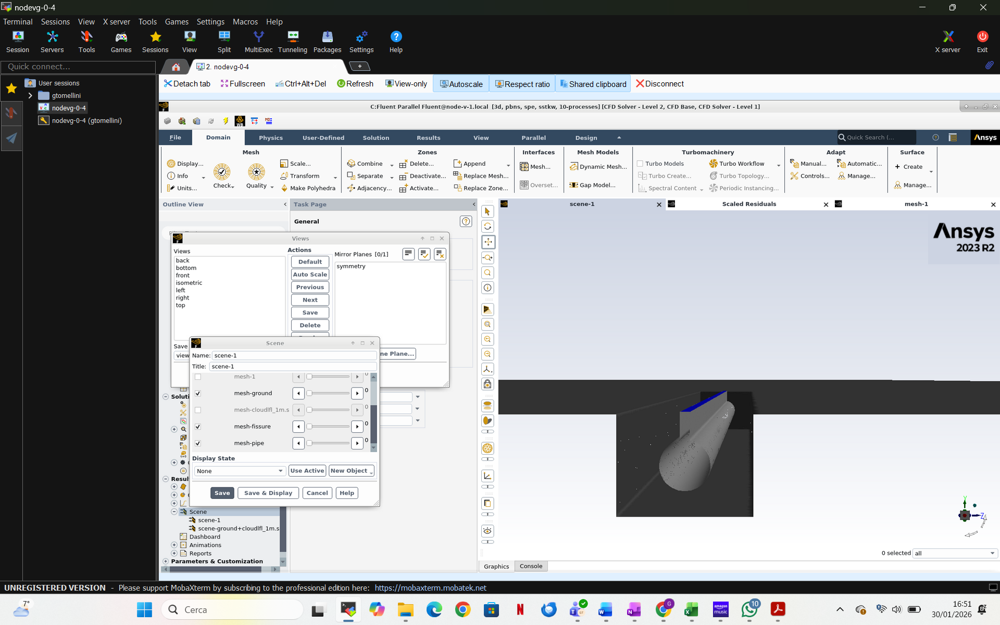 nodevg-0-4
Terminal Sessions View X server Tools Games Settings Macros Help
Session Servers Tools Games Sessions View Split MultiExec Tunneling Packages Settings Help X server Exit
Quick connect...
2. nodevg-0-4
User sessions
gtomellini
nodevg-0-4
nodevg-0-4 (gtomellini)
Detach tab Fullscreen Ctrl+Alt+Del Refresh View-only Autoscale Respect ratio Shared clipboard Disconnect
C:Fluent Parallel Fluent@node-v-1.local [3d, pbns, spe, sstkw, 10-processes] [CFD Solver - Level 2, CFD Base, CFD Solver - Level 1]
File Domain Physics User-Defined Solution Results View Parallel Design Quick Search (... Ansys
Mesh Zones Interfaces Mesh Models Turbomachinery Adapt Surface
Display... Scale... Combine Delete... Append Mesh... Dynamic Mesh... Turbo Models Turbo Workflow Manual... Automatic... Create
Info Transform Separate Deactivate... Replace Mesh... Turbo Create... Turbo Topology... Controls... Manage...
Check Quality Overset... Gap Model... Manage...
Units... Make Polyhedra Adjacency... Activate... Replace Zone... Spectral Content Periodic Instancing...
Outline View Task Page
scene-1 Scaled Residuals mesh-1
General
Ansys
2023 R2
Views
Views
back
bottom
front
isometric
left
right
top
Actions
Default
Auto Scale
Previous
Next
Save
Delete
Mirror Planes [0/1]
symmetry
Save
view
ne Plane...
Scene
Name: scene-1
Title: scene-1
mesh-1 0
mesh-ground 0
mesh-cloudlfl_1m.s 0
mesh-fissure 0
mesh-pipe 0
Display State
None Use Active New Object
Save Save & Display Cancel Help
Soluti
Resul
Scene
scene-1
scene-ground+cloudlfl_1m.s
Dashboard
Animations
Reports
Parameters & Customization
Y
Z
0 selected all
Graphics Console
UNREGISTERED VERSION - Please support MobaXterm by subscribing to the professional edition here: https://mobaxterm.mobatek.net
7°
Cerca
10
16:51
30/01/2026